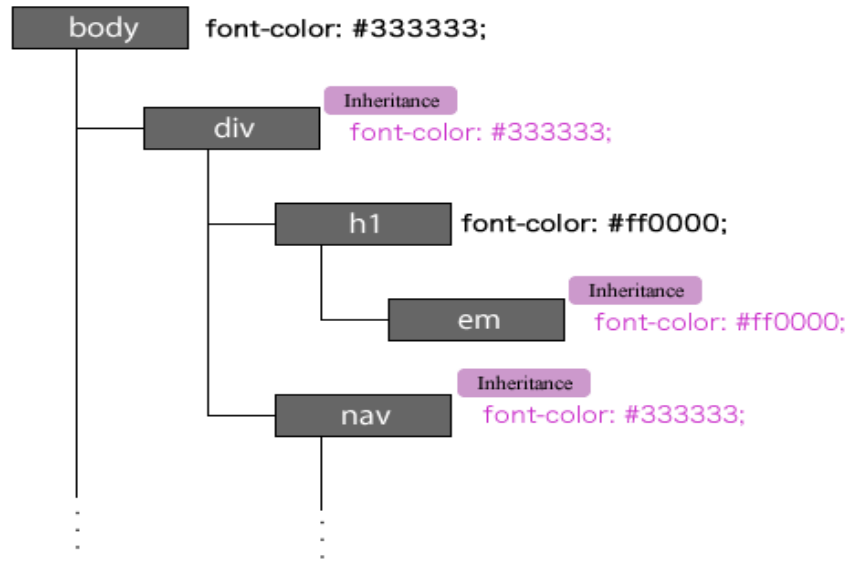 body font-color: #333333;
Inheritance
div font-color: #333333;
h1 font-color: #ff0000;
Inheritance
em font-color: #ff0000;
Inheritance
nav font-color: #333333;